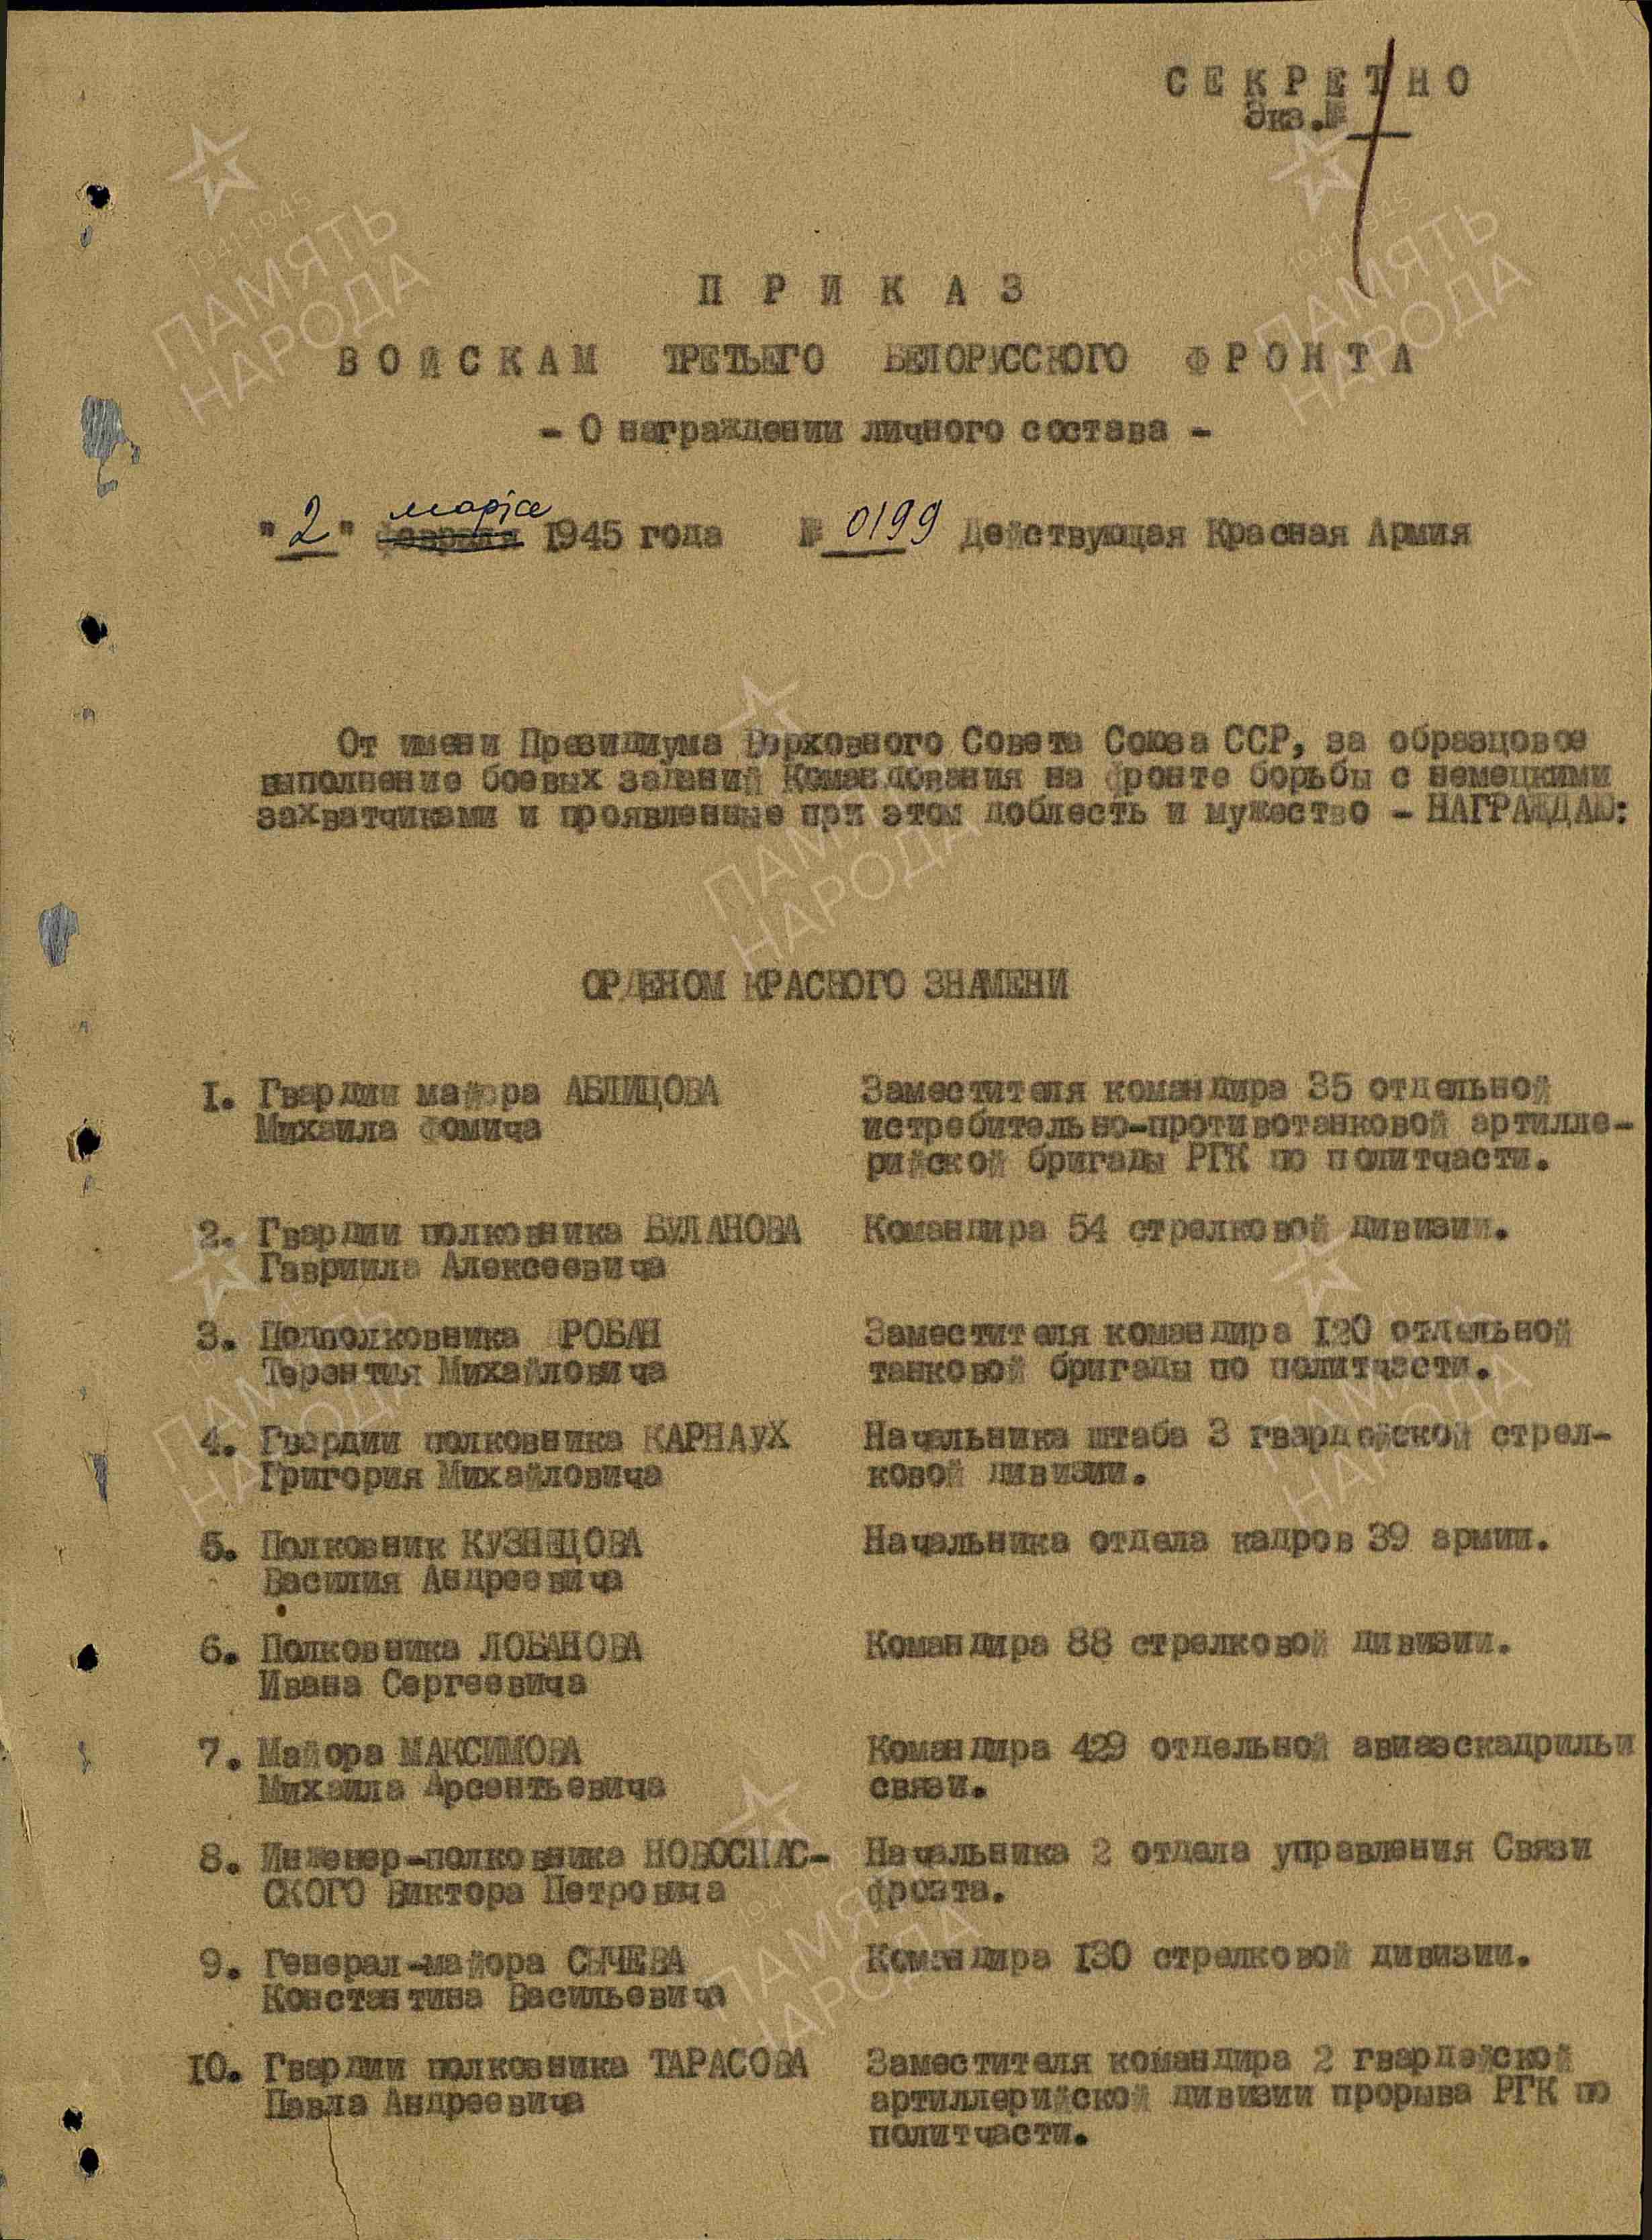 СЕКРЕТНО
Экз.№ 1
ПРИКАЗ
ВОЙСКАМ ТРЕТЬЕГО БЕЛОРУССКОГО ФРОНТА
- О награждении личного состава -
"2" марта февраля 1945 года № 0199 Действующая Красная Армия
От имени Президиума Верховного Совета Союза ССР, за образцовое
выполнение боевых заданий Командования на фронте борьбы с немецкими
захватчиками и проявленные при этом доблесть и мужество - НАГРАЖДАЮ:
ОРДЕНОМ КРАСНОГО ЗНАМЕНИ
1. Гвардии майора АБЛИЦОВА Заместителя командира 35 отдельной
Михаила Фомича истребительно-противотанковой артилле-
рийской бригады РГК по политчасти.
2. Гвардии полковника БУЛАНОВА Командира 54 стрелковой дивизии.
Гавриила Алексеевича
3. Подполковника ДРОБАН Заместителя командира 120 отдельной
Терентия Михайловича танковой бригады по политчасти.
4. Гвардии полковника КАРНАУХ Начальника штаба 3 гвардейской стрел-
Григория Михайловича ковой дивизии.
5. Полковник КУЗНЕЦОВА Начальника отдела кадров 39 армии.
Василия Андреевича
6. Полковника ЛОБАНОВА Командира 88 стрелковой дивизии.
Ивана Сергеевича
7. Майора МАКСИМОВА Командира 429 отдельной авиаэскадрильи
Михаила Арсентьевича связи.
8. Инженер-полковника НОВОСПАС- Начальника 2 отдела управления Связи
СКОГО Виктора Петровича фронта.
9. Генерал-майора СЫЧЕВА Командира 130 стрелковой дивизии.
Константина Васильевича
10. Гвардии полковника ТАРАСОВА Заместителя командира 2 гвардейской
Павла Андреевича артиллерийской дивизии прорыва РГК по
политчасти.